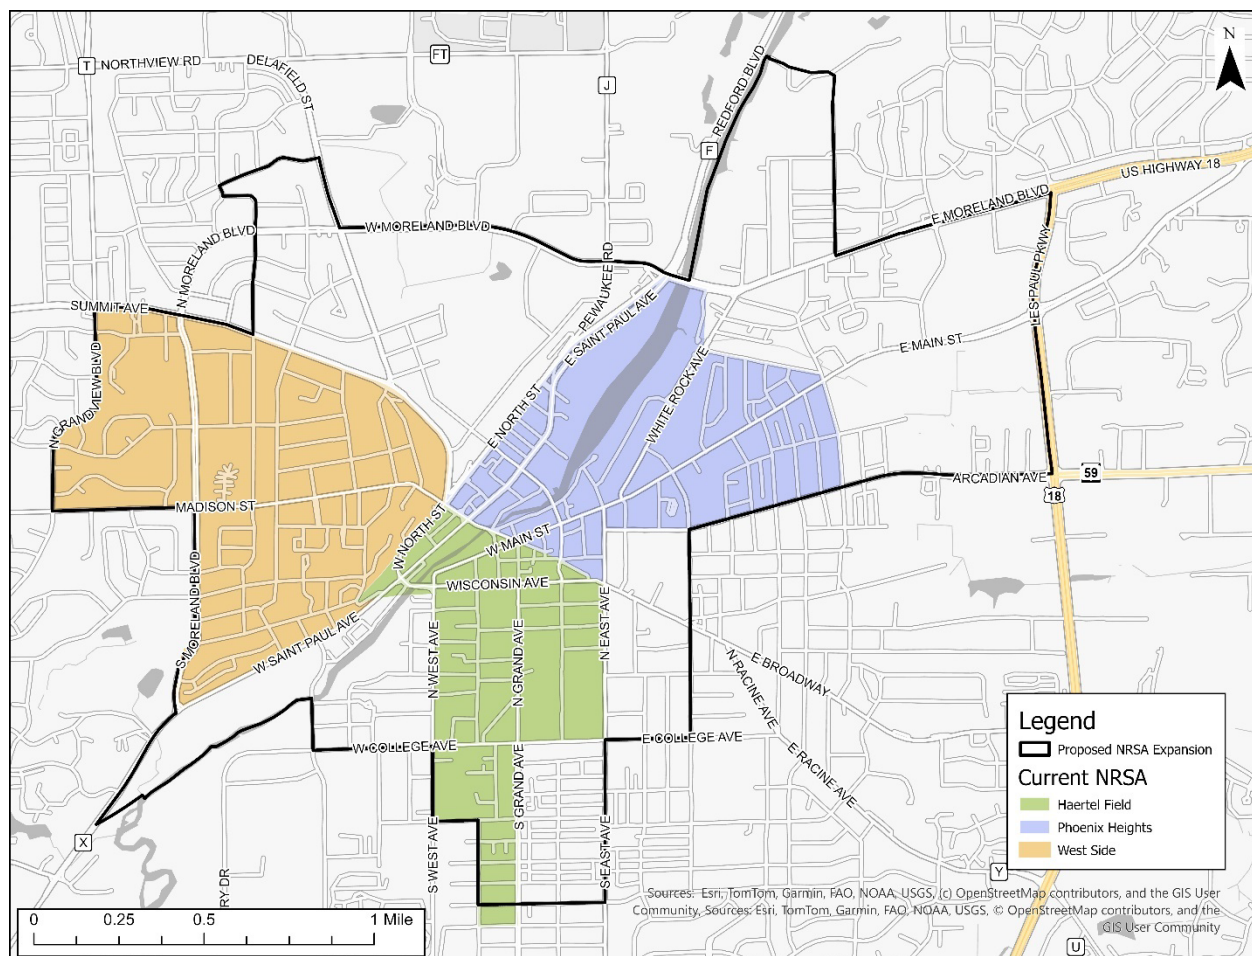 N
T
NORTHVIEW RD
DELAFIELD ST
FT
J
REDFORD BLVD
F
US HIGHWAY 18
E MORELAND BLVD
W MORELAND BLVD
N MORELAND BLVD
PEWAUKEE RD
LES PAUL PKWY
SUMMIT AVE
E SAINT PAUL AVE
E MAIN ST
N GRANDVIEW BLVD
WHITE ROCK AVE
E NORTH ST
ARCADIAN AVE
59
18
MADISON ST
W NORTH ST
W MAIN ST
WISCONSIN AVE
S MORELAND BLVD
W SAINT PAUL AVE
N WEST AVE
N GRAND AVE
N EAST AVE
E BROADWAY
N RACINE AVE
W COLLEGE AVE
E COLLEGE AVE
E RACINE AVE
S GRAND AVE
S WEST AVE
S EAST AVE
X
RY-DR
Y
U
Legend
Proposed NRSA Expansion
Current NRSA
Haertel Field
Phoenix Heights
West Side
0 0.25 0.5 1 Mile
Sources: Esri, TomTom, Garmin, FAO, NOAA, USGS, (c) OpenStreetMap contributors, and the GIS User
Community, Sources: Esri, TomTom, Garmin, FAO, NOAA, USGS, © OpenStreetMap contributors, and the
GIS User Community